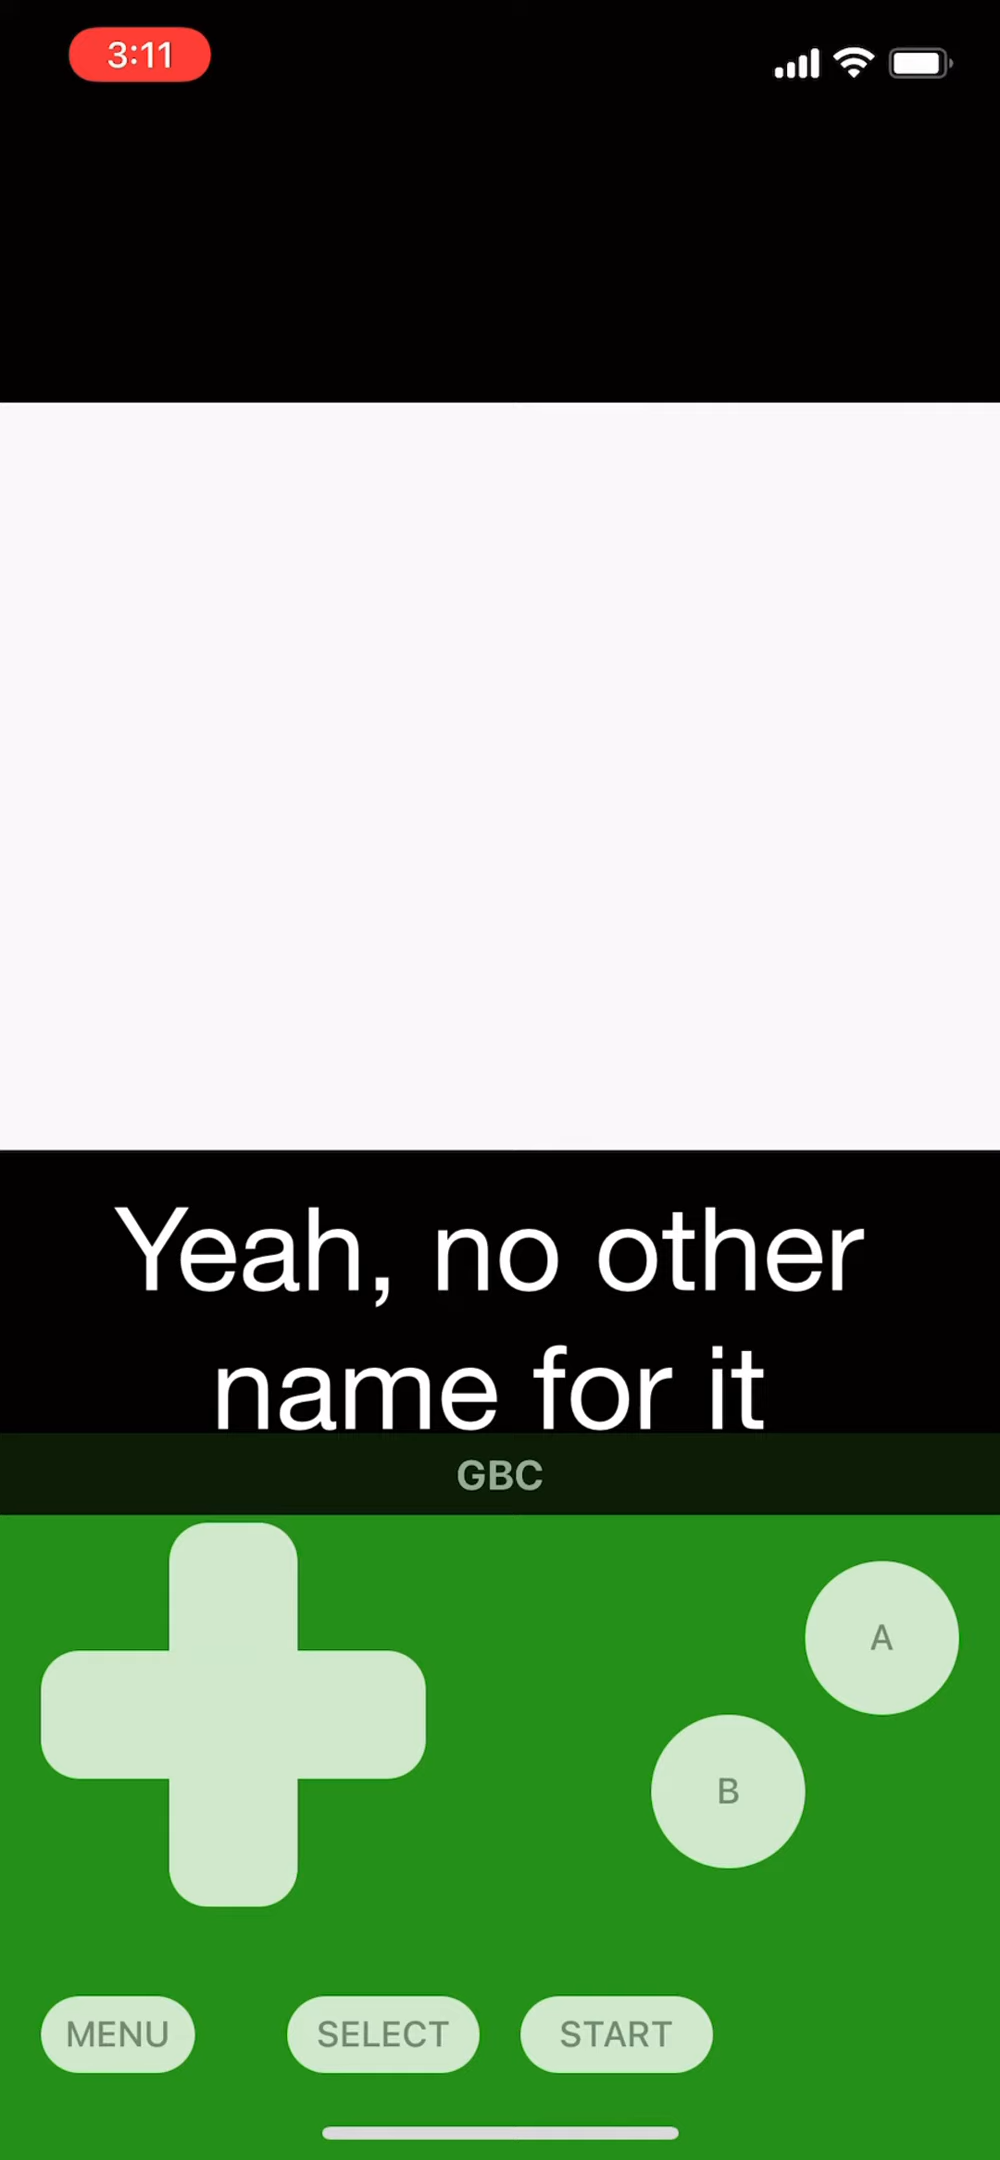 3:11
Yeah, no other
name for it
GBC
A
B
MENU SELECT START